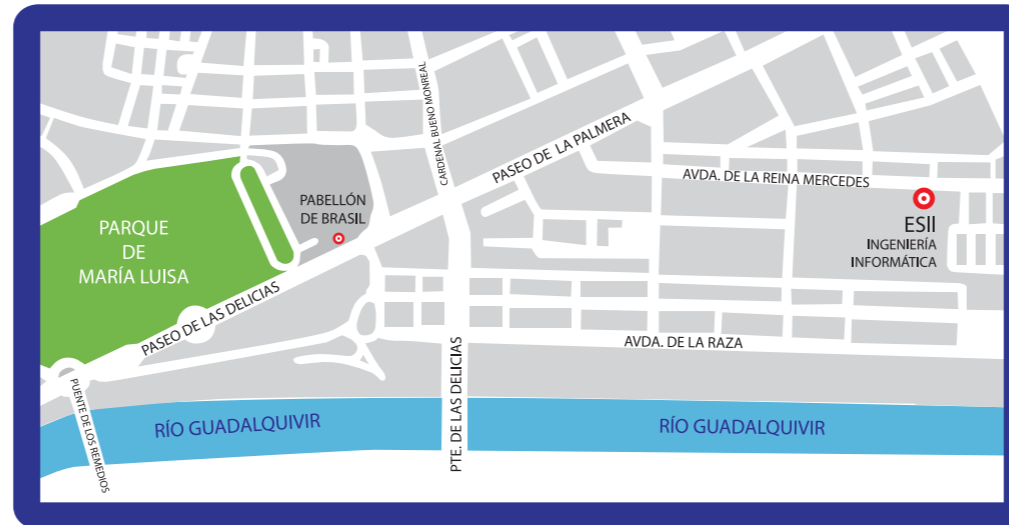 CARDENAL BUENO MONREAL
PASEO DE LA PALMERA
AVDA. DE LA REINA MERCEDES
PABELLÓN
DE BRASIL
ESII
INGENIERÍA
INFORMÁTICA
PARQUE
DE
MARÍA LUISA
PASEO DE LAS DELICIAS
AVDA. DE LA RAZA
PUENTE DE LOS REMEDIOS
PTE. DE LAS DELICIAS
RÍO GUADALQUIVIR
RÍO GUADALQUIVIR